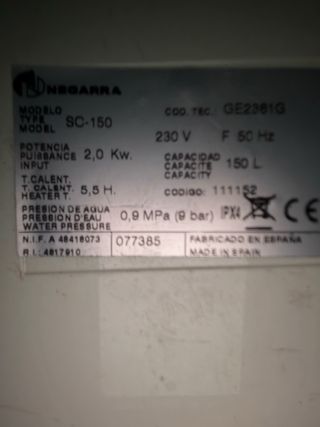 NEGARRA
MODELO
TYPE
MODEL SC-150
COD. TEC.: GE2361G
230 V F 50 Hz
POTENCIA
PUISSANCE 2,0 Kw.
INPUT
CAPACIDAD
CAPACITÉ 150 L
CAPACITY
T. CALENT.
T. CALENT. 5,5 H.
HEATER T.
CODIGO: 111152
PRESION DE AGUA
PRESSION D'EAU 0,9 MPa (9 bar) IPX4 CE
WATER PRESSURE
N.I.F. A 48418073
R.I.: 4817910
077385
FABRICADO EN ESPAÑA
MADE IN SPAIN